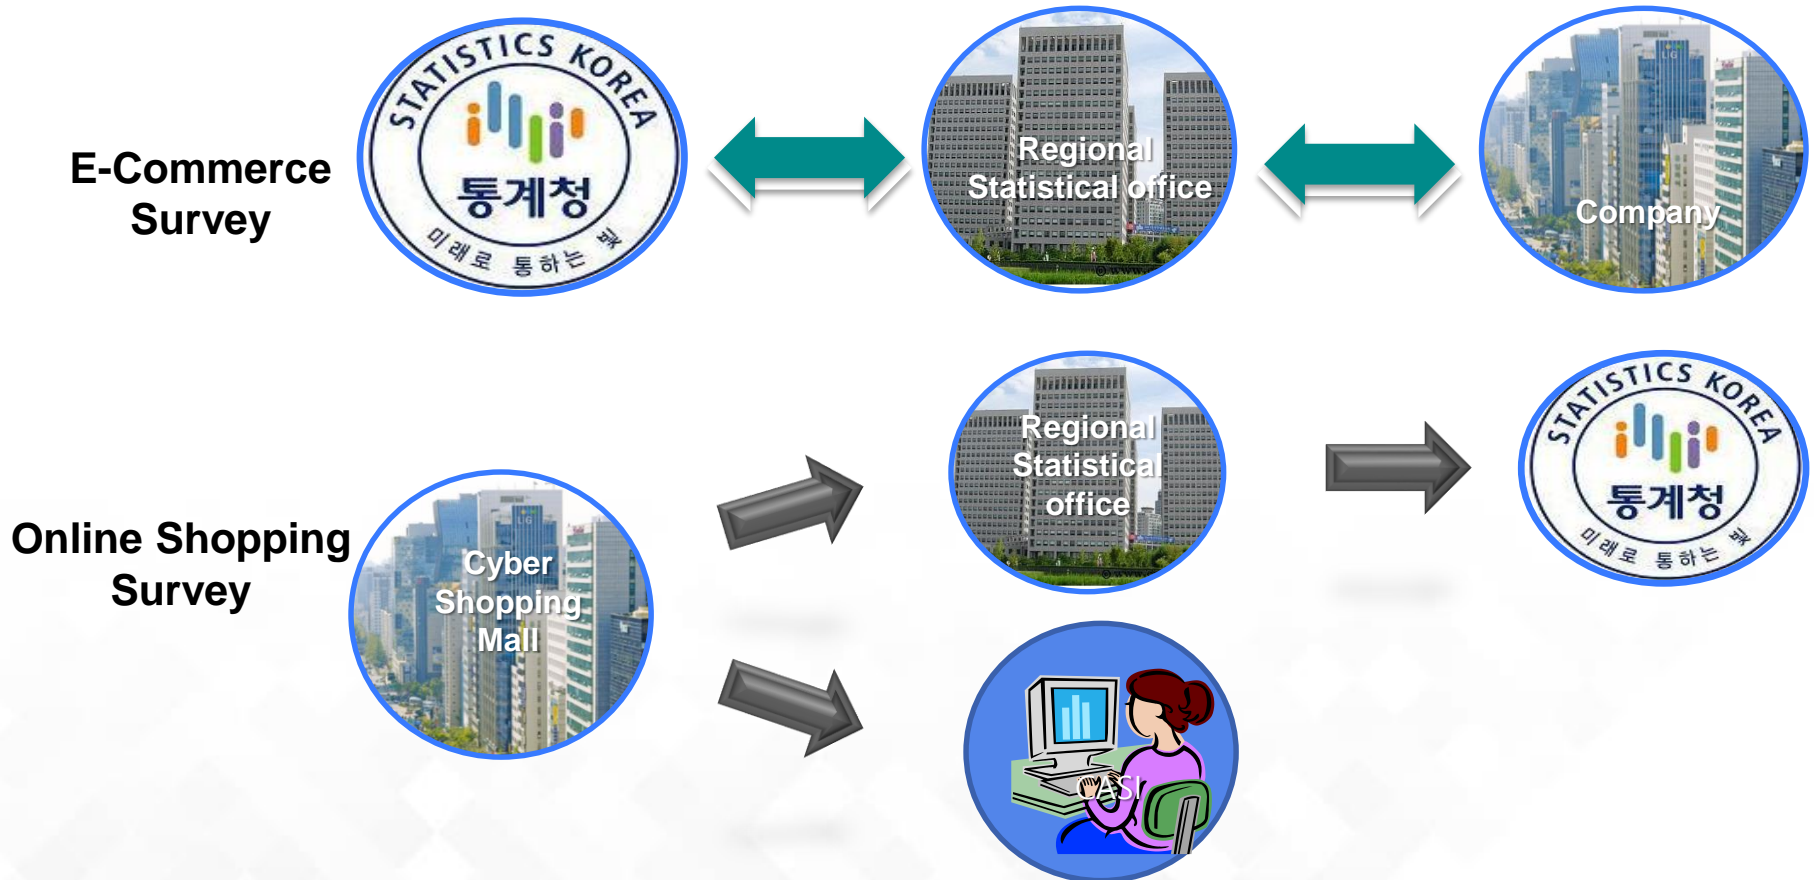 E-Commerce
Survey
STATISTICS KOREA
통계청
미래로 통하는 빛
Regional
Statistical office
Company
Online Shopping
Survey
Cyber
Shopping
Mall
Regional
Statistical
office
STATISTICS KOREA
통계청
미래로 통하는 빛
CASI